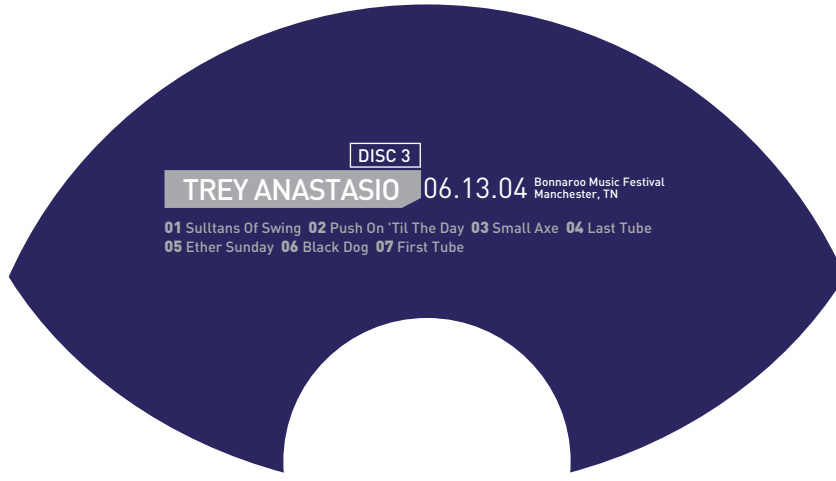 DISC 3
TREY ANASTASIO 06.13.04 Bonnaroo Music Festival
Manchester, TN
01 Sulltans Of Swing 02 Push On 'Til The Day 03 Small Axe 04 Last Tube
05 Ether Sunday 06 Black Dog 07 First Tube